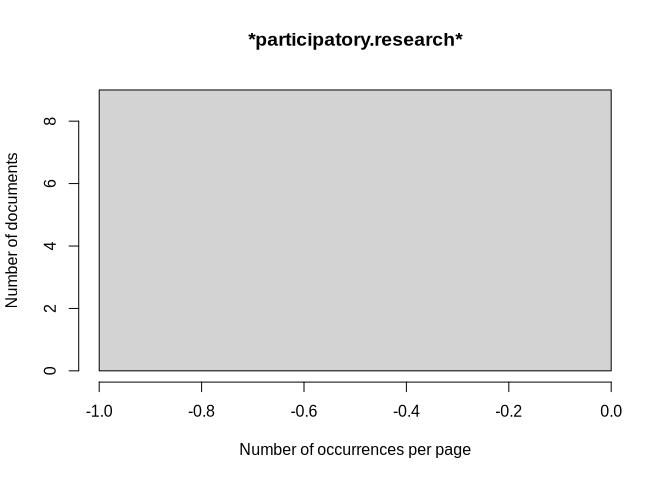 *participatory.research*
Number of documents
8
6
4
2
0
-1.0 -0.8 -0.6 -0.4 -0.2 0.0
Number of occurrences per page